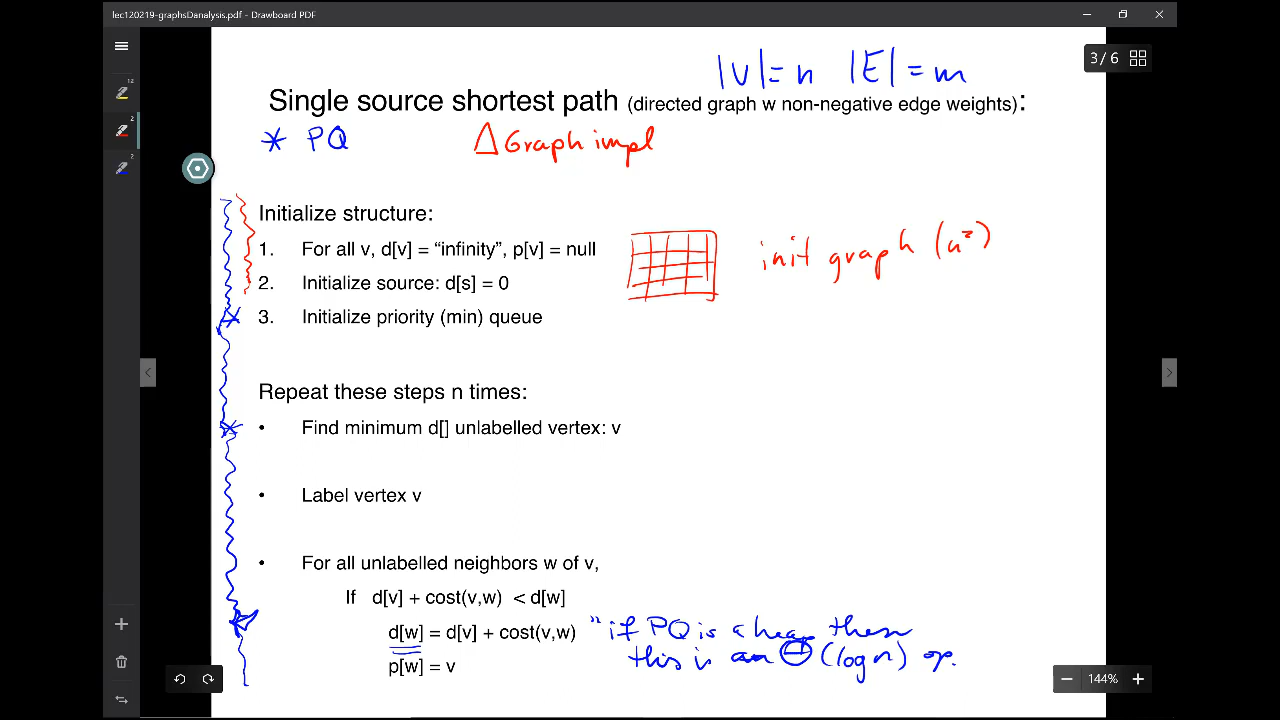 lec120219-graphsDanalysis.pdf - Drawboard PDF
3 / 6
|V| = n |E| = m
Single source shortest path (directed graph w non-negative edge weights):
* PQ
Δ Graph impl
Initialize structure:
1. For all v, d[v] = “infinity”, p[v] = null
2. Initialize source: d[s] = 0
3. Initialize priority (min) queue
init graph (n²)
Repeat these steps n times:
• Find minimum d[] unlabelled vertex: v
• Label vertex v
• For all unlabelled neighbors w of v,
If d[v] + cost(v,w) < d[w]
d[w] = d[v] + cost(v,w)
p[w] = v
"if PQ is a heap then
this is an Θ(log n) op.
12
2
2
144%